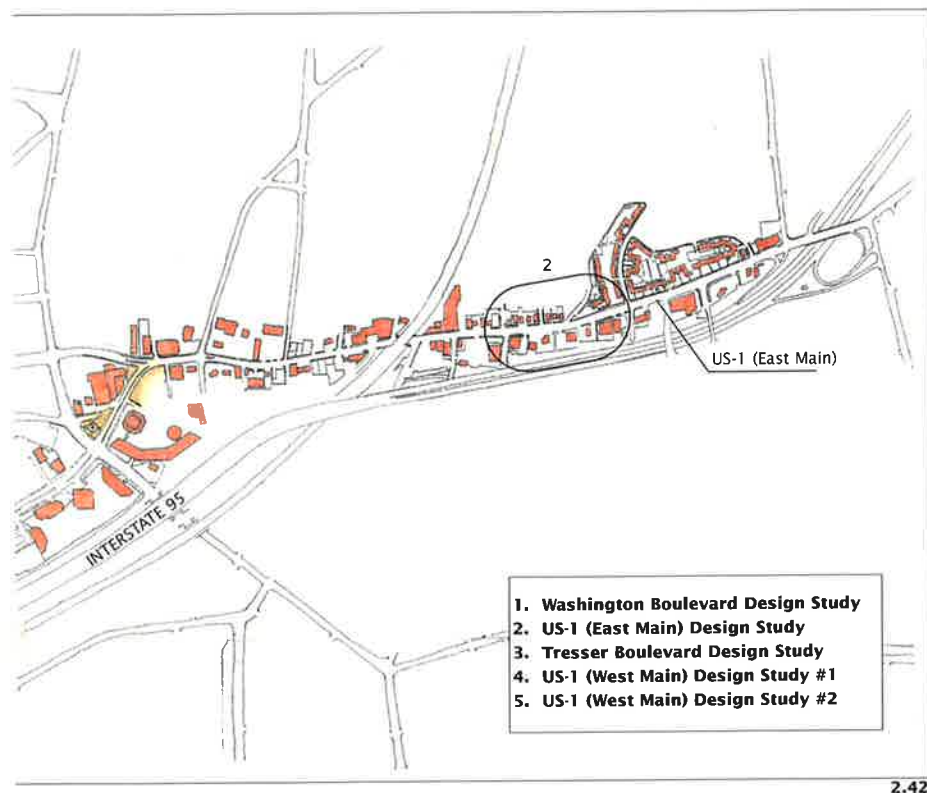 2
US-1 (East Main)
INTERSTATE 95
1. Washington Boulevard Design Study
2. US-1 (East Main) Design Study
3. Tresser Boulevard Design Study
4. US-1 (West Main) Design Study #1
5. US-1 (West Main) Design Study #2
2.42